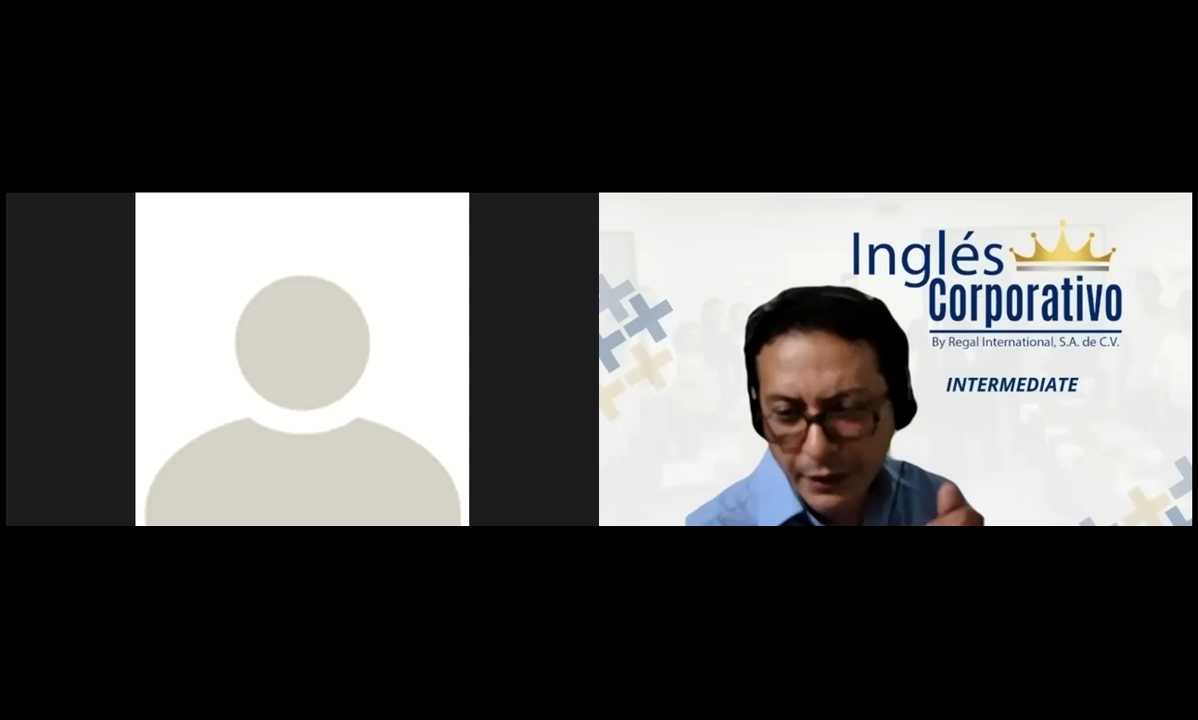 Inglés
Corporativo
By Regal International, S.A. de C.V.
INTERMEDIATE